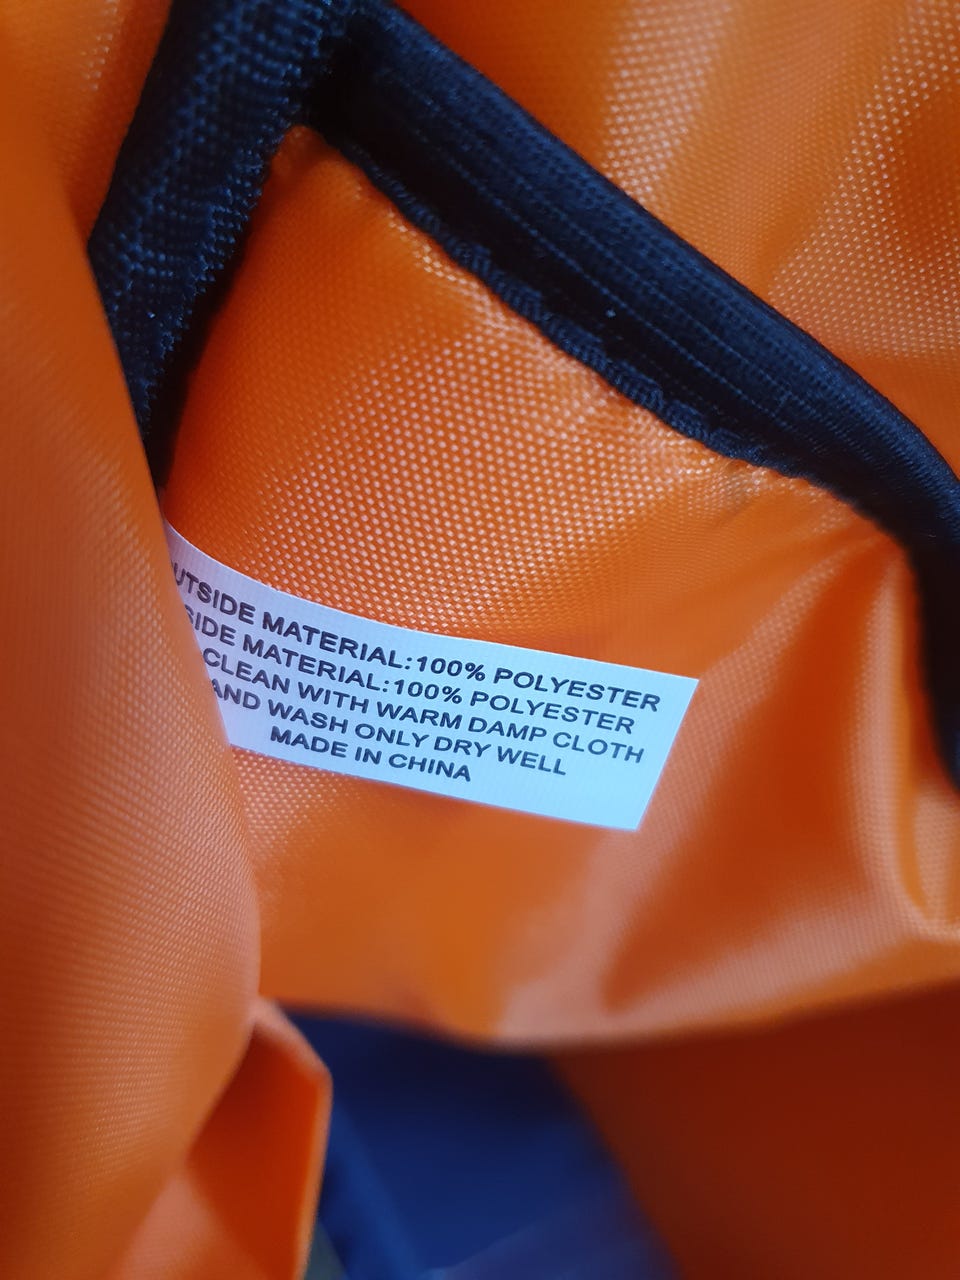 UTSIDE MATERIAL:100% POLYESTER
SIDE MATERIAL:100% POLYESTER
CLEAN WITH WARM DAMP CLOTH
AND WASH ONLY DRY WELL
MADE IN CHINA